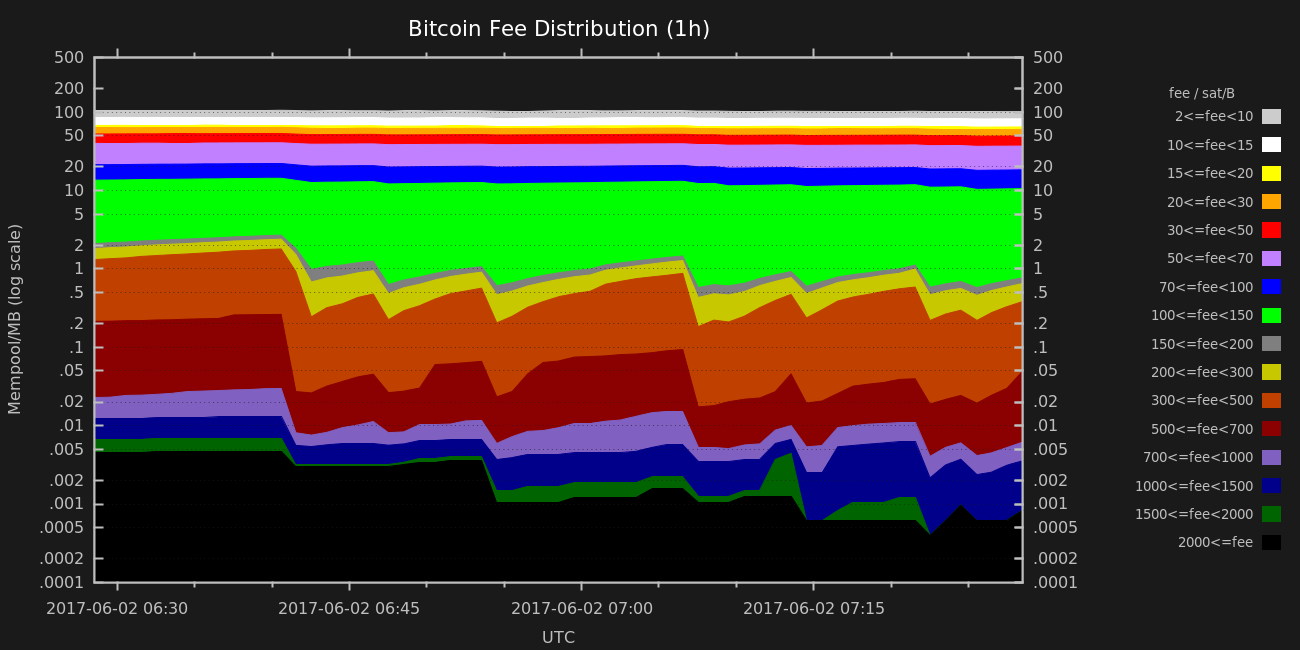 Bitcoin Fee Distribution (1h)
500 500
200 200
100 100
50 50
20 20
10 10
5 5
2 2
1 1
.5 .5
.2 .2
.1 .1
.05 .05
.02 .02
.01 .01
.005 .005
.002 .002
.001 .001
.0005 .0005
.0002 .0002
.0001 .0001
Mempool/MB (log scale)
2017-06-02 06:30 2017-06-02 06:45 2017-06-02 07:00 2017-06-02 07:15
UTC
fee / sat/B
2<=fee<10
10<=fee<15
15<=fee<20
20<=fee<30
30<=fee<50
50<=fee<70
70<=fee<100
100<=fee<150
150<=fee<200
200<=fee<300
300<=fee<500
500<=fee<700
700<=fee<1000
1000<=fee<1500
1500<=fee<2000
2000<=fee